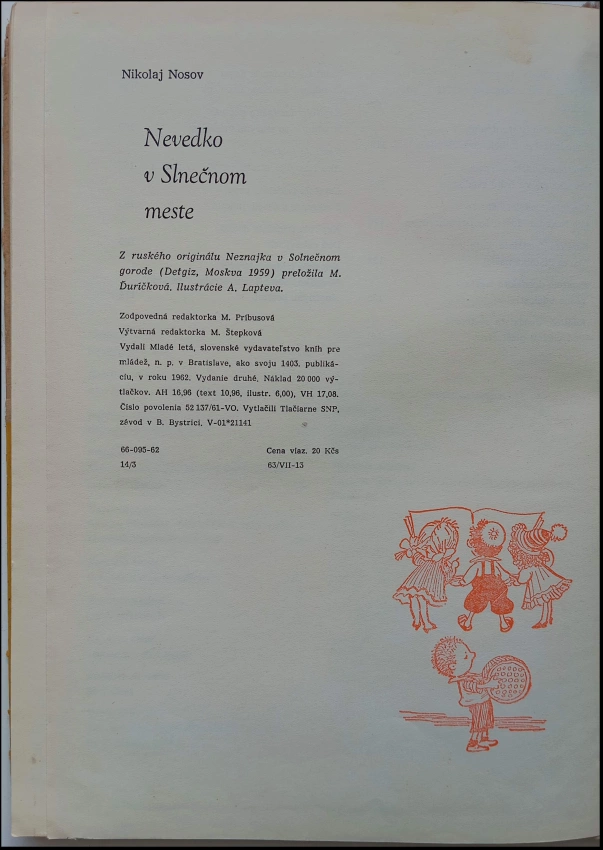 Nikolaj Nosov
Nevedko
v Slnečnom
meste
Z ruského originálu Neznajka v Solnečnom
gorode (Detgiz, Moskva 1959) preložila M.
Ďuríčková. Ilustrácie A. Lapteva.
Zodpovedná redaktorka M. Príbusová
Výtvarná redaktorka M. Štepková
Vydali Mladé letá, slovenské vydavateľstvo kníh pre
mládež, n. p. v Bratislave, ako svoju 1403. publiká-
ciu, v roku 1962. Vydanie druhé. Náklad 20 000 vý-
tlačkov. AH 16,96 (text 10,96, ilustr. 6,00), VH 17,08.
Číslo povolenia 52 137/61-VO. Vytlačili Tlačiarne SNP,
závod v B. Bystrici. V-01*21141
66-095-62 Cena viaz. 20 Kčs
14/3 63/VII-13